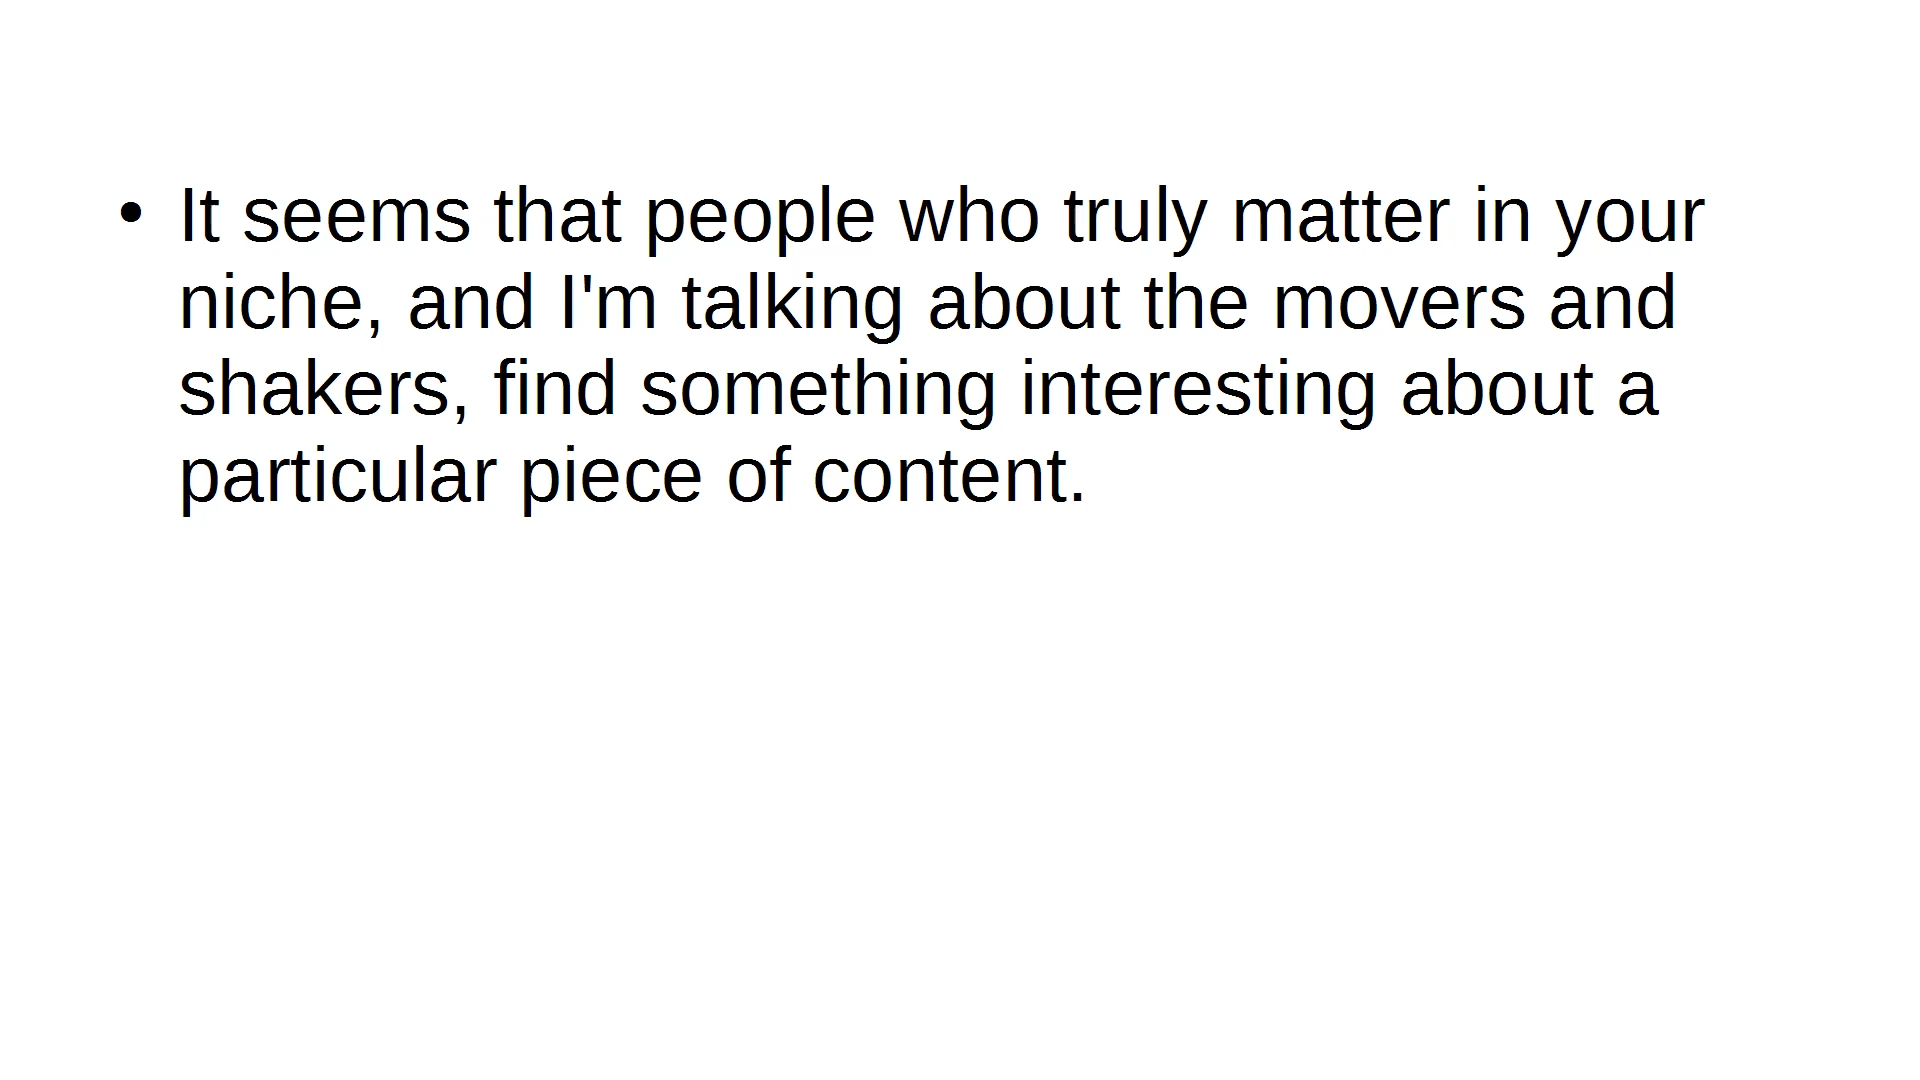 • It seems that people who truly matter in your
niche, and I'm talking about the movers and
shakers, find something interesting about a
particular piece of content.